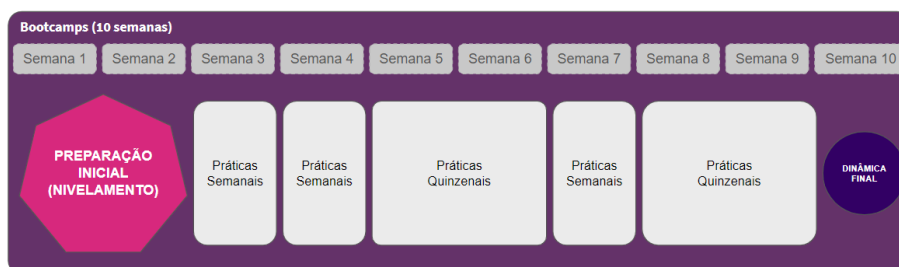 Bootcamps (10 semanas)
Semana 1
Semana 2
Semana 3
Semana 4
Semana 5
Semana 6
Semana 7
Semana 8
Semana 9
Semana 10
PREPARAÇÃO
INICIAL
(NIVELAMENTO)
Práticas
Semanais
Práticas
Semanais
Práticas
Quinzenais
Práticas
Semanais
Práticas
Quinzenais
DINÂMICA
FINAL